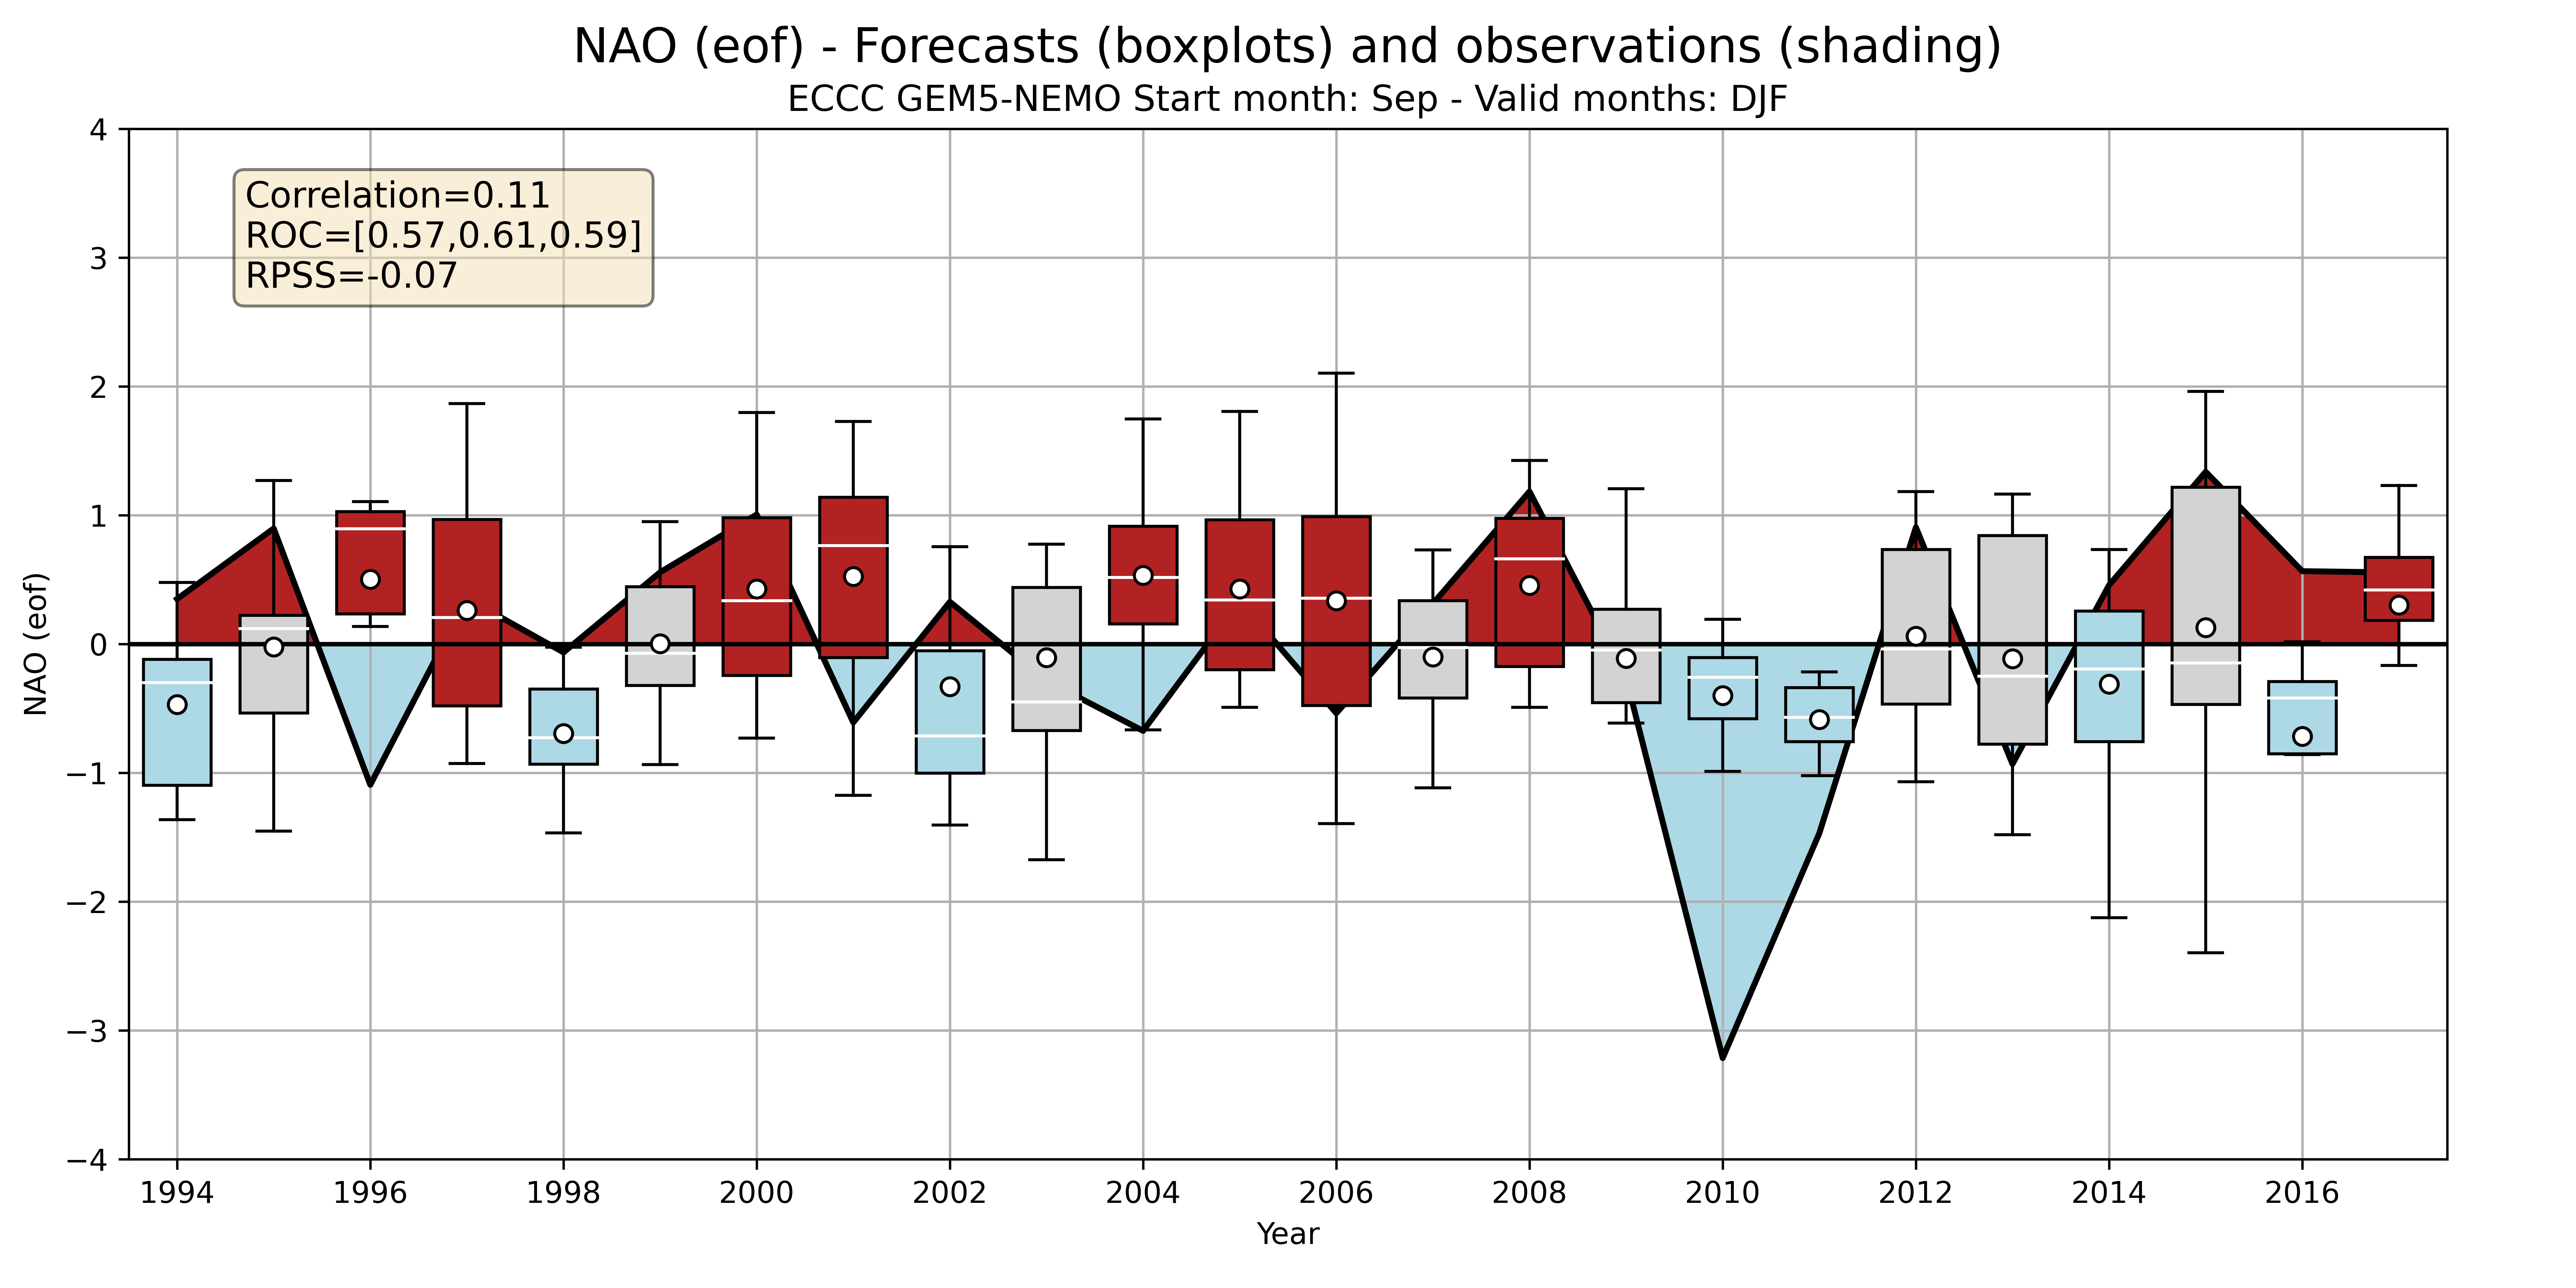 NAO (eof) - Forecasts (boxplots) and observations (shading)
ECCC GEM5-NEMO Start month: Sep - Valid months: DJF
Correlation=0.11
ROC=[0.57,0.61,0.59]
RPSS=-0.07
NAO (eof)
4
3
2
1
0
−1
−2
−3
−4
1994 1996 1998 2000 2002 2004 2006 2008 2010 2012 2014 2016
Year